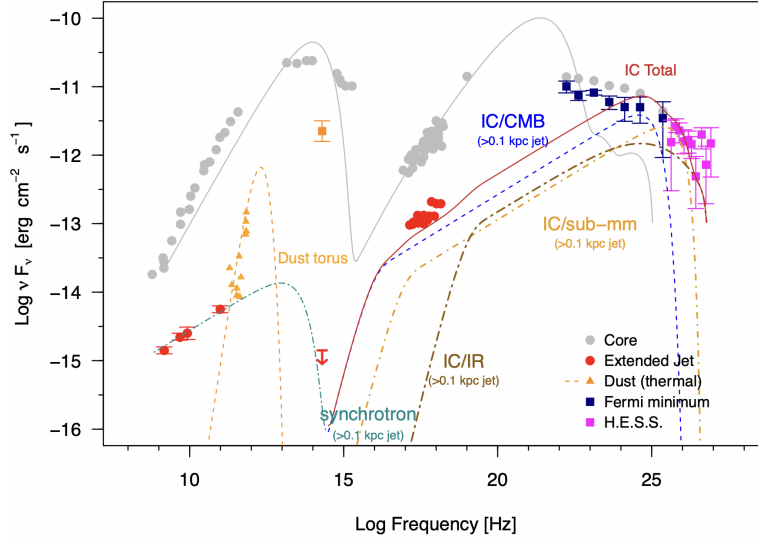 −10
−11
−12
−13
−14
−15
−16
Log ν Fν [erg cm−2 s−1]
IC Total
IC/CMB
(>0.1 kpc jet)
IC/sub−mm
(>0.1 kpc jet)
Dust torus
IC/IR
(>0.1 kpc jet)
synchrotron
(>0.1 kpc jet)
Core
Extended Jet
Dust (thermal)
Fermi minimum
H.E.S.S.
10 15 20 25
Log Frequency [Hz]